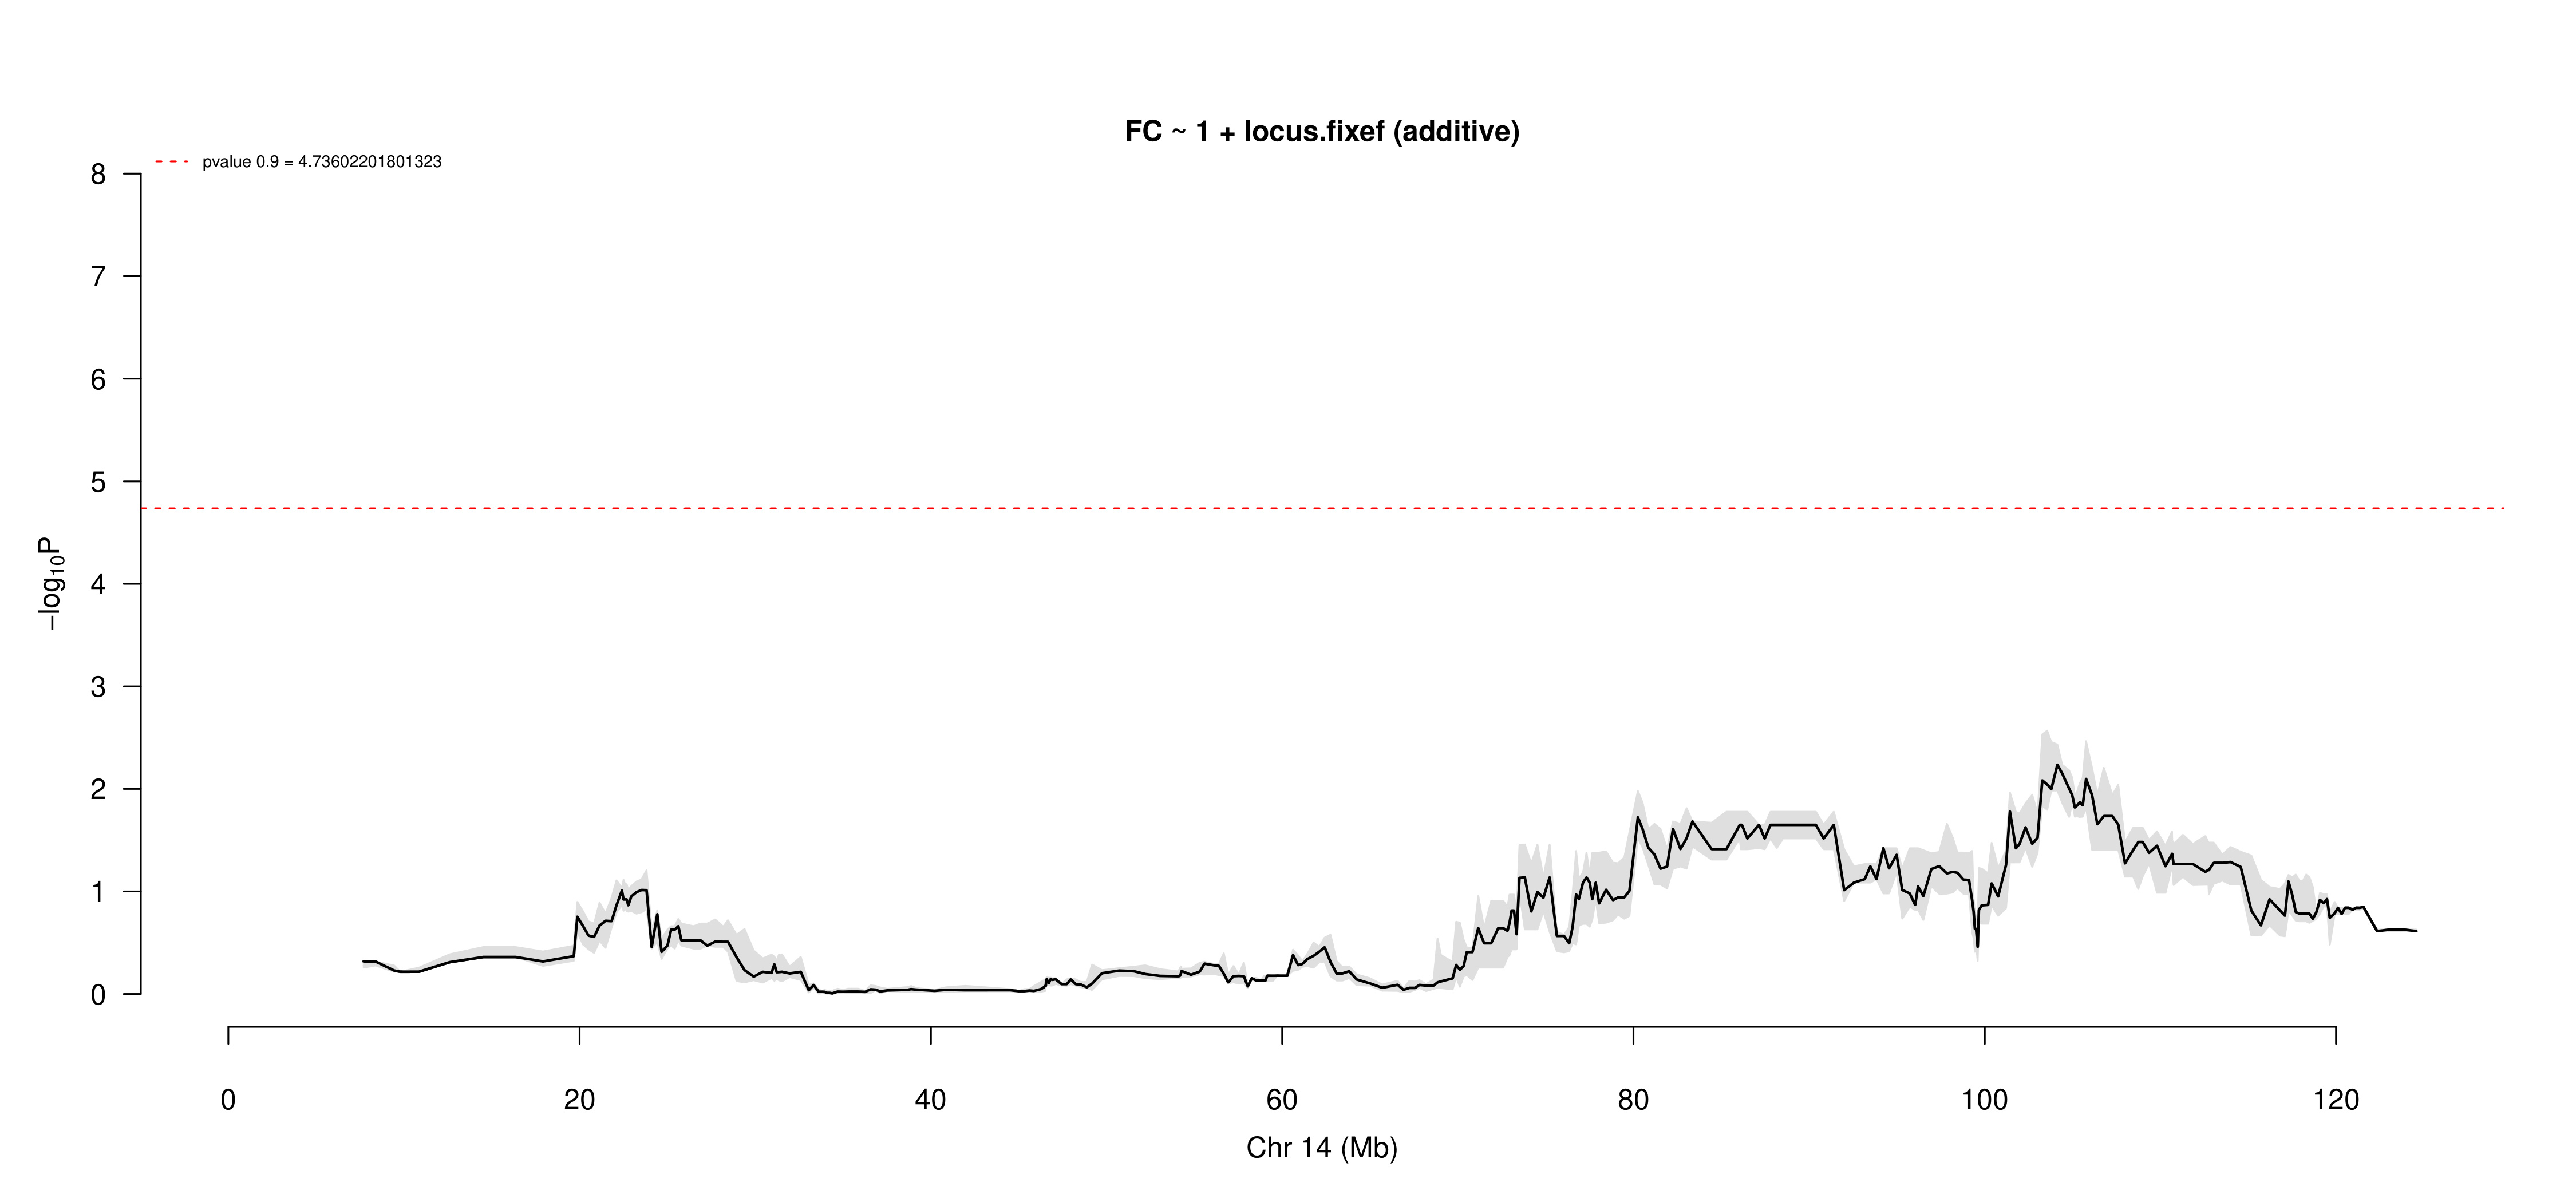 FC ~ 1 + locus.fixef (additive)
pvalue 0.9 = 4.73602201801323
8
7
6
5
4
3
2
1
0
−log10P
0 20 40 60 80 100 120
Chr 14 (Mb)